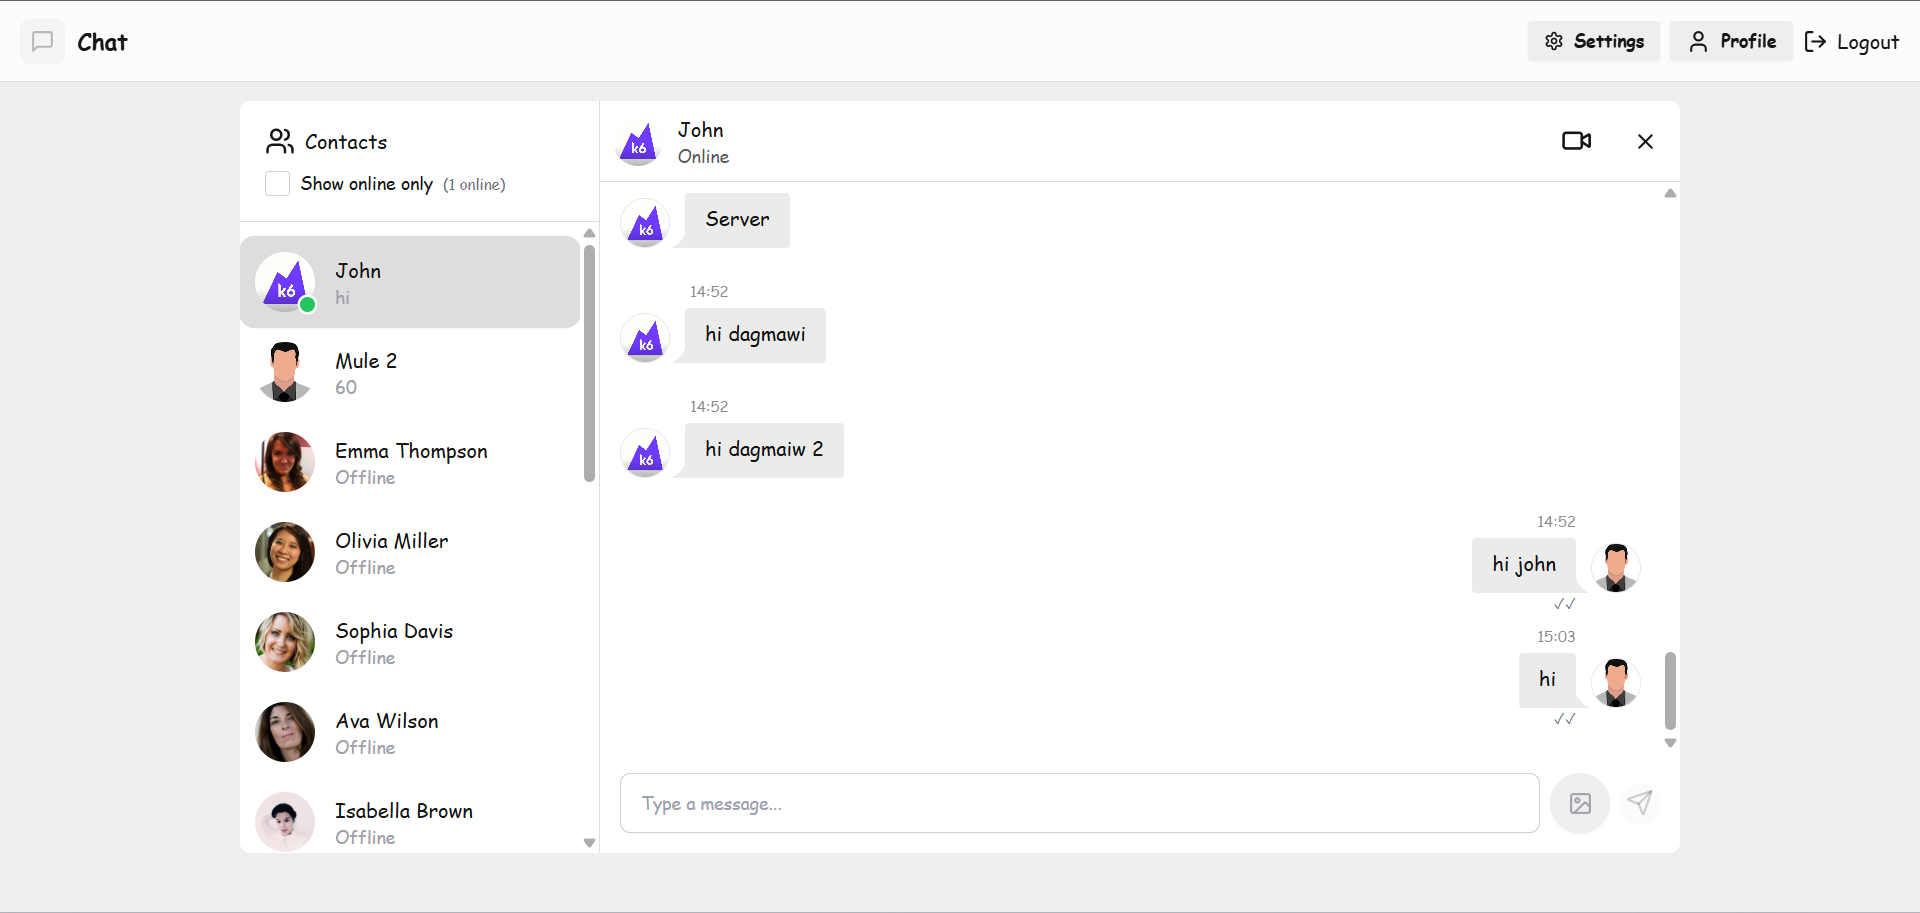 Chat
Settings
Profile
Logout
Contacts
Show online only (1 online)
k6
John
hi
Mule 2
60
Emma Thompson
Offline
Olivia Miller
Offline
Sophia Davis
Offline
Ava Wilson
Offline
Isabella Brown
Offline
k6
John
Online
k6
Server
14:52
k6
hi dagmawi
14:52
k6
hi dagmaiw 2
14:52
hi john
✓✓
15:03
hi
✓✓
Type a message...